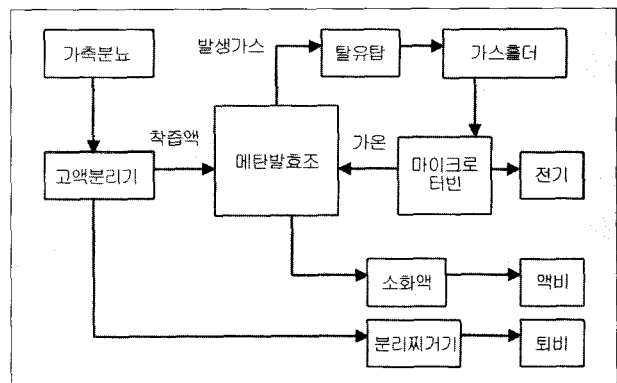 가축분뇨
발생가스
탈유탑
가스홀더
착즙액
메탄발효조
가온
마이크로
터빈
전기
고액분리기
소화액
액비
분리찌거기
퇴비